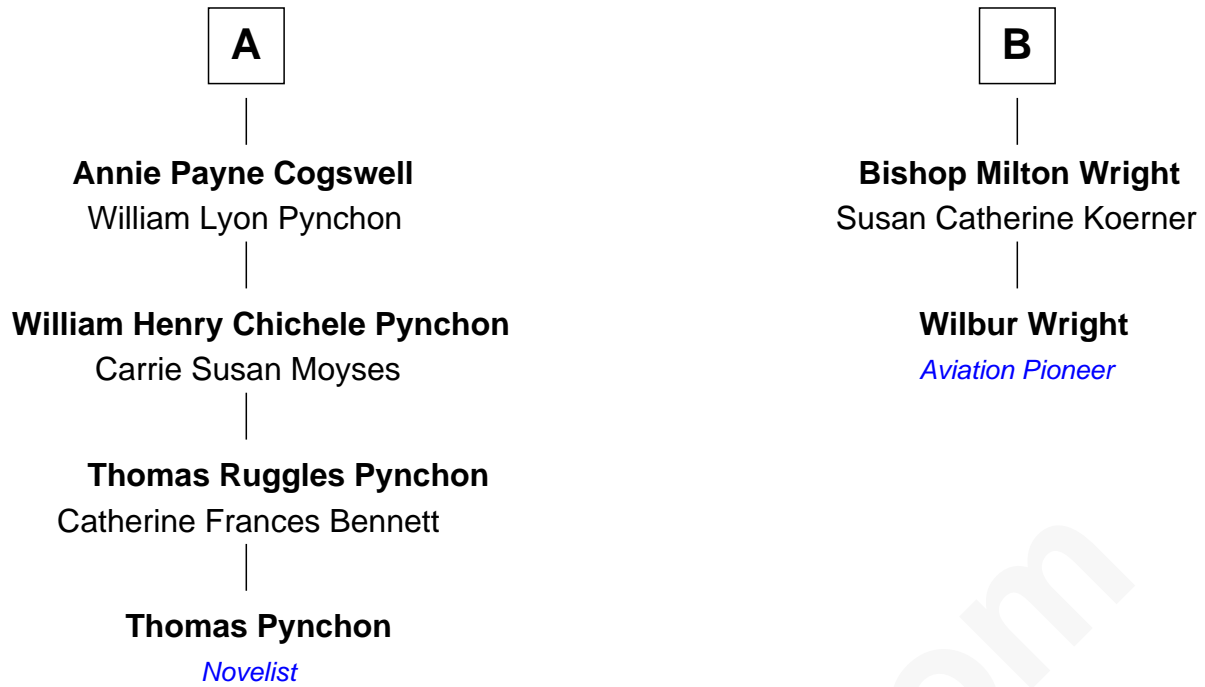 A
Annie Payne Cogswell
William Lyon Pynchon
William Henry Chichele Pynchon
Carrie Susan Moyses
Thomas Ruggles Pynchon
Catherine Frances Bennett
Thomas Pynchon
Novelist
B
Bishop Milton Wright
Susan Catherine Koerner
Wilbur Wright
Aviation Pioneer
om